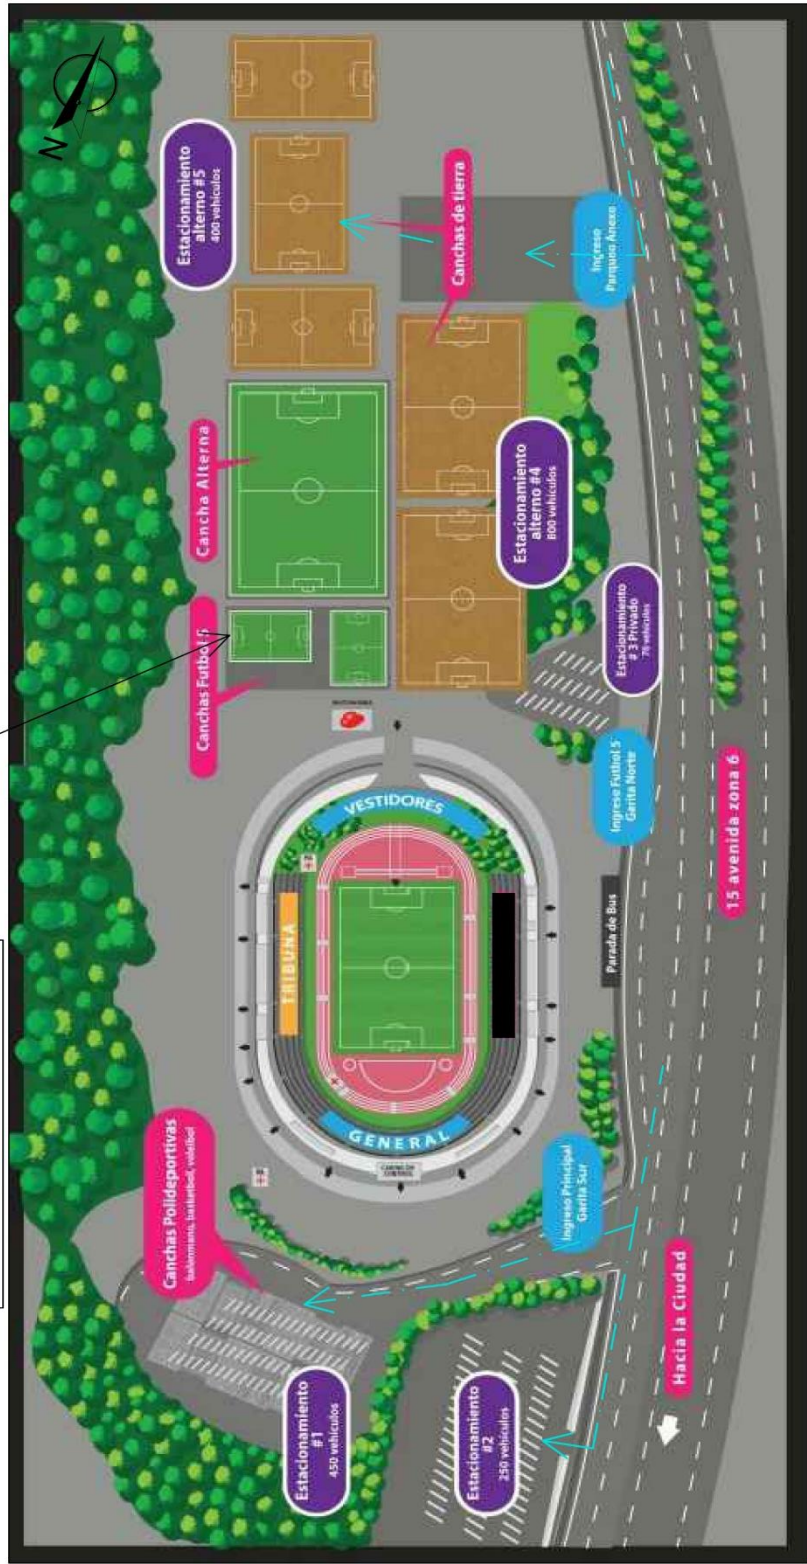 N
Estacionamiento
alterno #5
400 vehículos
Canchas de tierra
Ingreso
Parqueo Anexo
Cancha Alterna
Estacionamiento
alterno #4
800 vehículos
Canchas Futbol 5
Estacionamiento
# 3 Privado
70 vehículos
Ingreso Futbol 5
Garita Norte
VESTIDORES
TRIBUNA
GENERAL
Parada de Bus
15 avenida zona 6
Canchas Polideportivas
balonmano, basketbol, voleibol
Ingreso Principal
Garita Sur
Estacionamiento
#1
450 vehículos
Estacionamiento
#2
250 vehículos
Hacia la Ciudad